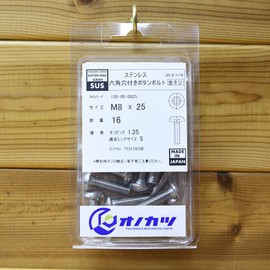 SUS
ステンレス
六角穴付きボタンボルト
全ネジ
サイズ M8 × 25
数量 16
ネジピッチ 1.25
適合レンチサイズ 5
MADE IN JAPAN
オノカツ